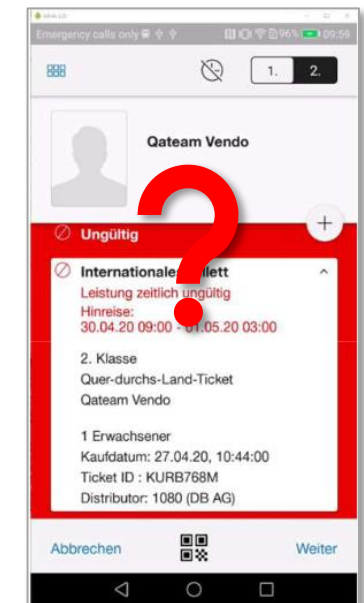 Emergency calls only
96% 09:59
1. 2.
Qateam Vendo
+
Ungültig
?
Internationales Billett
Leistung zeitlich ungültig
Hinreise:
30.04.20 09:00 - 01.05.20 03:00
2. Klasse
Quer-durchs-Land-Ticket
Qateam Vendo
1 Erwachsener
Kaufdatum: 27.04.20, 10:44:00
Ticket ID : KURB768M
Distributor: 1080 (DB AG)
Abbrechen
Weiter